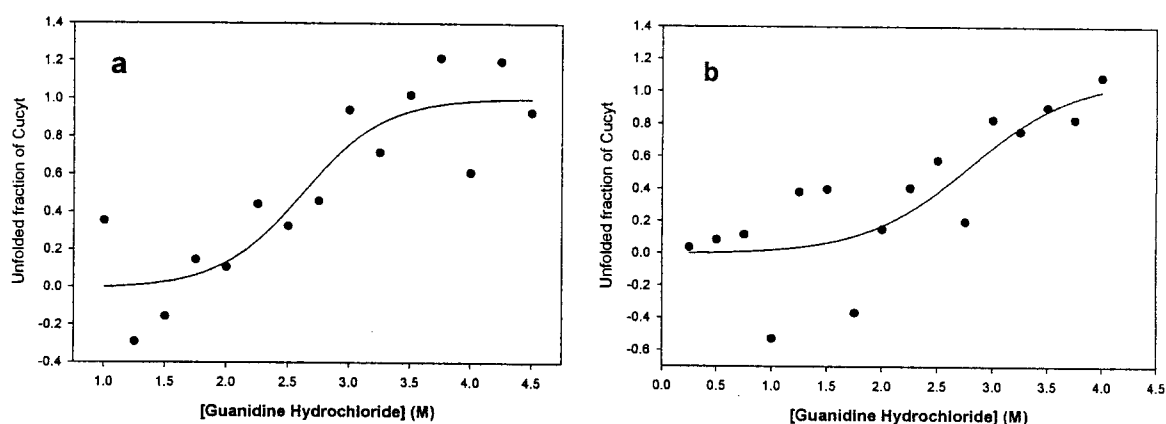 a
Unfolded fraction of Cucyt
1.4
1.2
1.0
0.8
0.6
0.4
0.2
0.0
-0.2
-0.4
1.0 1.5 2.0 2.5 3.0 3.5 4.0 4.5
[Guanidine Hydrochloride] (M)
b
Unfolded fraction of Cucyt
1.4
1.2
1.0
0.8
0.6
0.4
0.2
0.0
-0.2
-0.4
-0.6
0.0 0.5 1.0 1.5 2.0 2.5 3.0 3.5 4.0 4.5
[Guanidine Hydrochloride] (M)